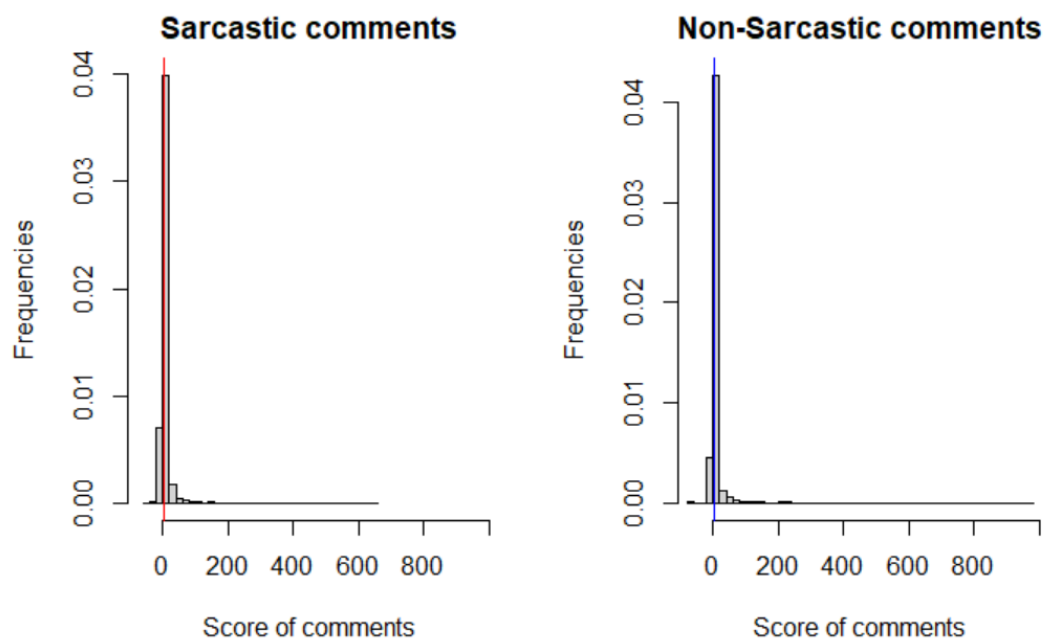 Sarcastic comments
Frequencies
0.00 0.01 0.02 0.03 0.04
0 200 400 600 800
Score of comments
Non-Sarcastic comments
Frequencies
0.00 0.01 0.02 0.03 0.04
0 200 400 600 800
Score of comments